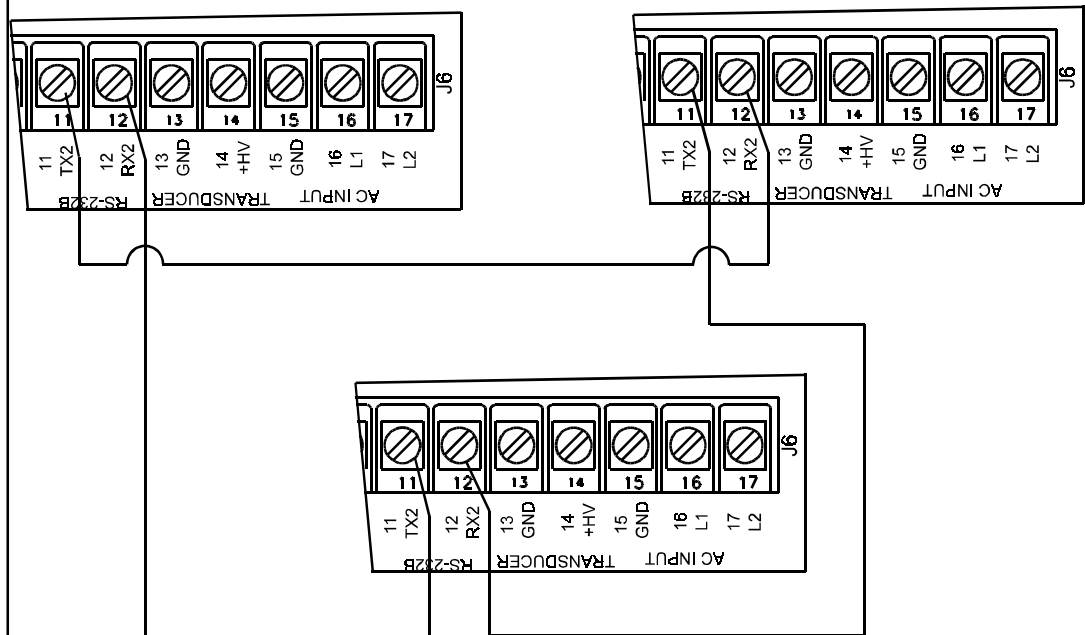 11 12 13 14 15 16 17
J6
11 TX2
12 RX2
13 GND
14 +HV
15 GND
16 L1
17 L2
RS-232B TRANSDUCER AC INPUT
11 12 13 14 15 16 17
J6
11 TX2
12 RX2
13 GND
14 +HV
15 GND
16 L1
17 L2
RS-232B TRANSDUCER AC INPUT
11 12 13 14 15 16 17
J6
11 TX2
12 RX2
13 GND
14 +HV
15 GND
16 L1
17 L2
RS-232B TRANSDUCER AC INPUT